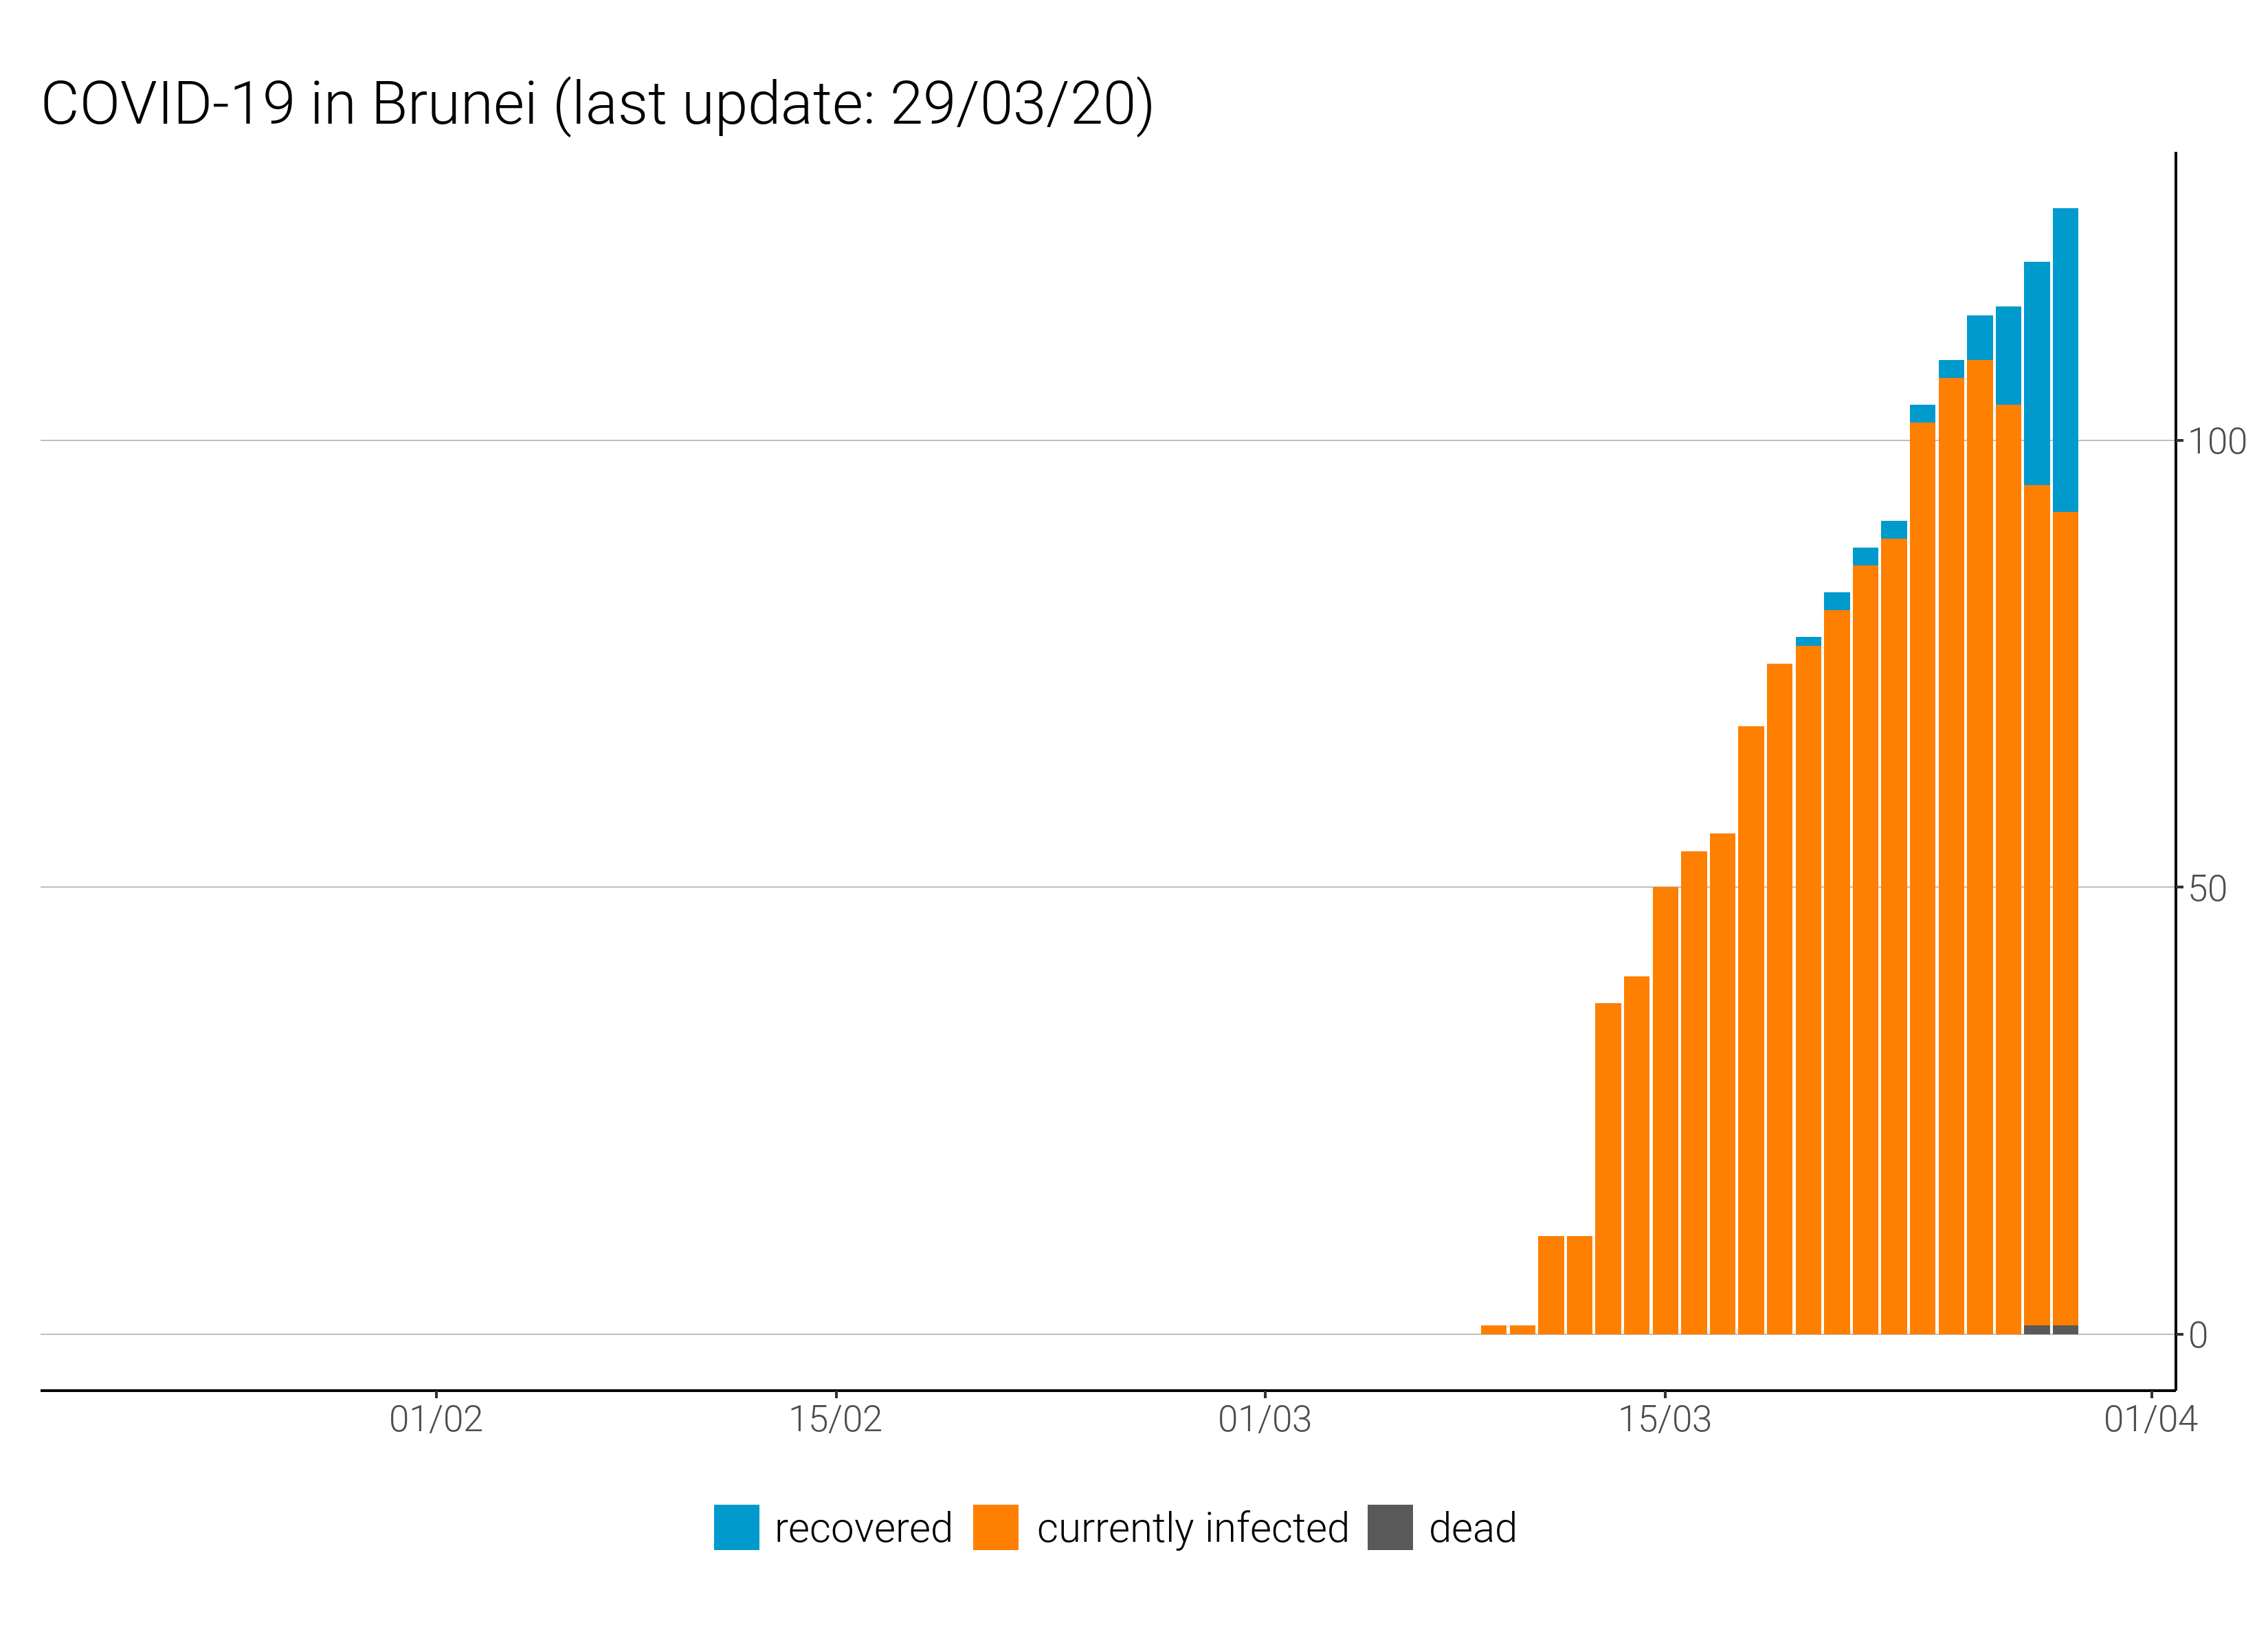 COVID-19 in Brunei (last update: 29/03/20)
100
50
0
01/02 15/02 01/03 15/03 01/04
recovered currently infected dead